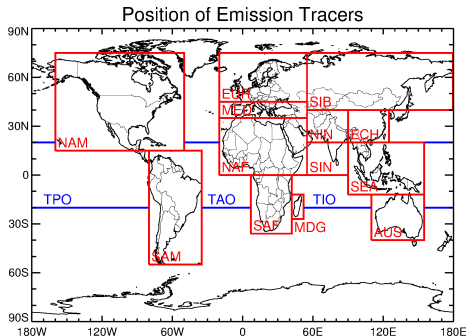 Position of Emission Tracers
90N
60N
30N
0
30S
60S
90S
EUR
MED
SIB
NAM
NAF
NIN
ECH
SIN
SEA
TPO
TAO
TIO
SAF
MDG
AUS
SAM
180W
120W
60W
0
60E
120E
180E